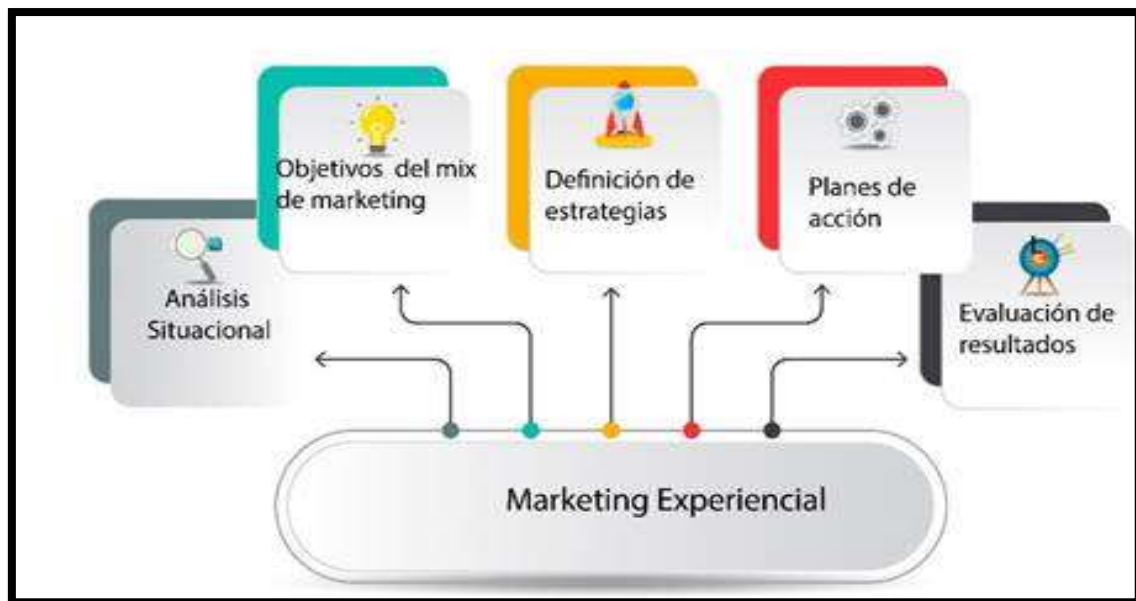 Análisis
Situacional
Objetivos del mix
de marketing
Definición de
estrategias
Planes de
acción
Evaluación de
resultados
Marketing Experiencial